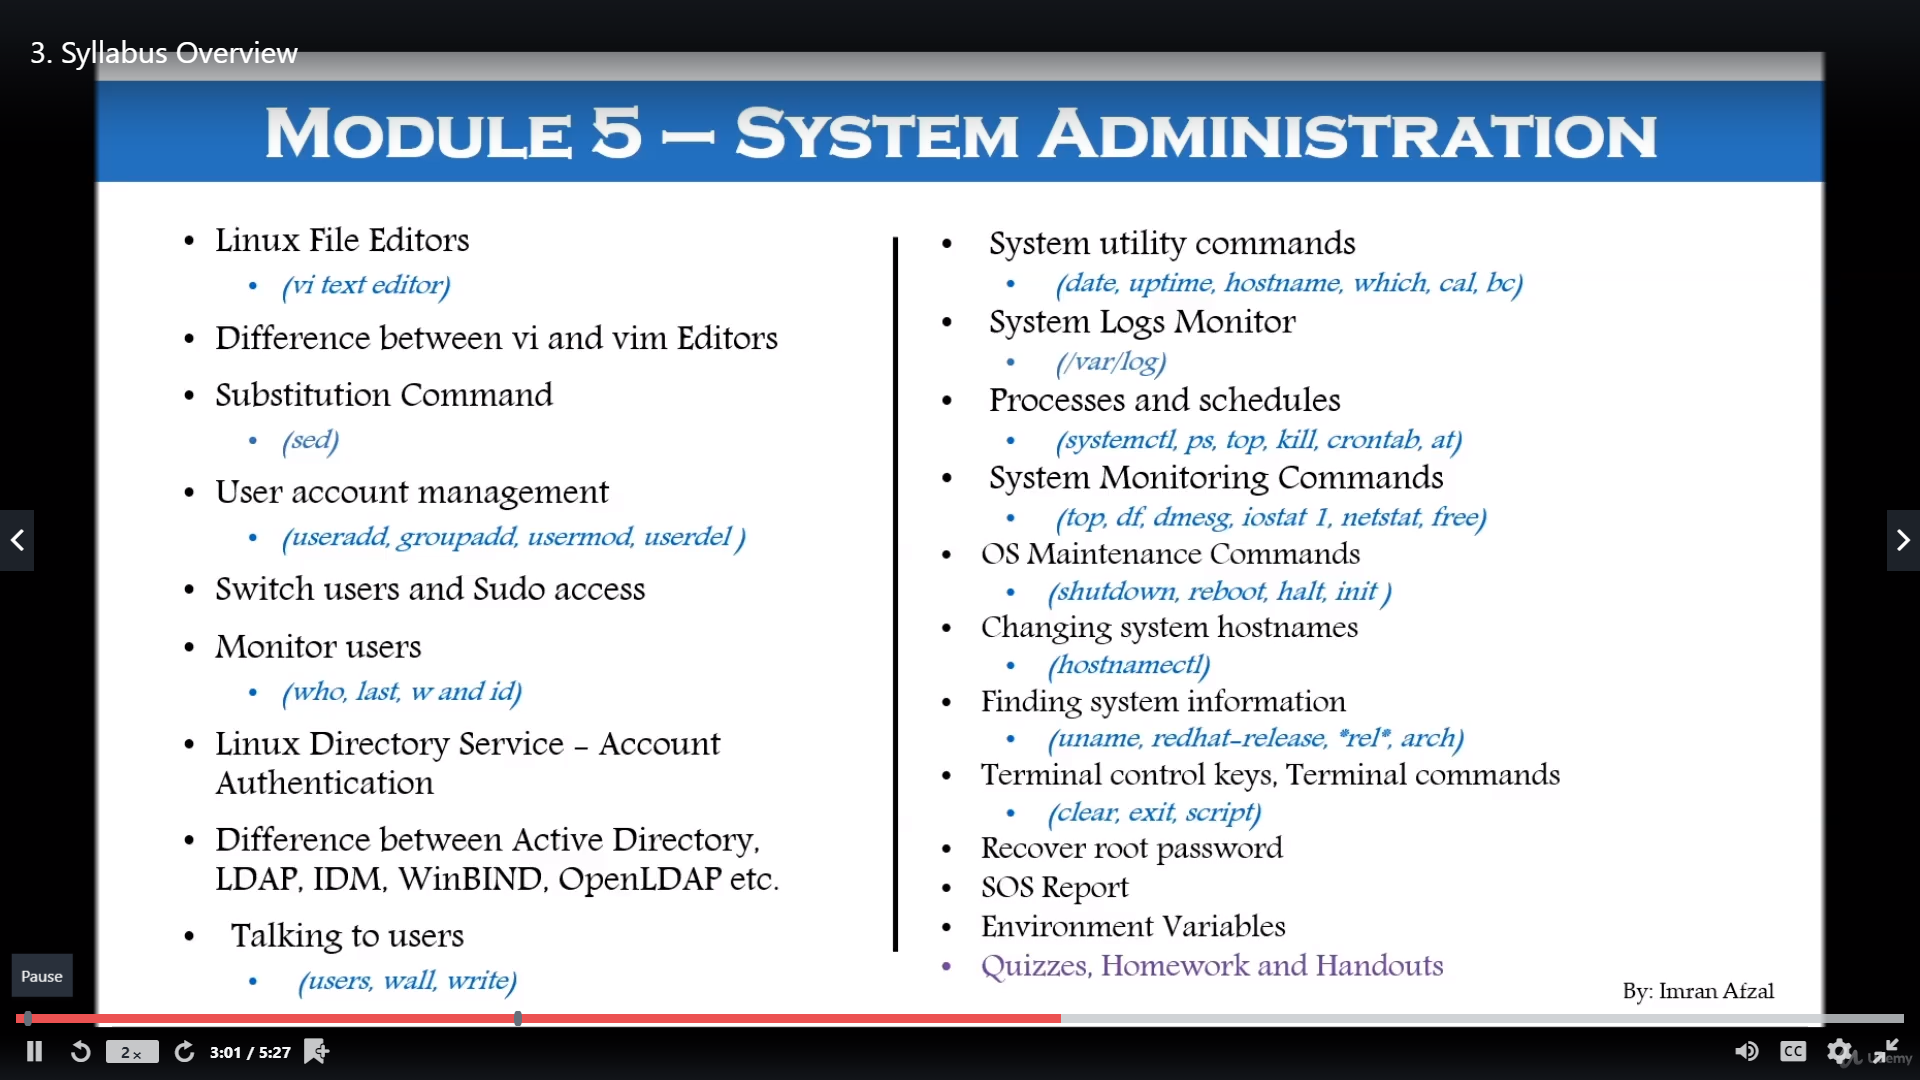 3. Syllabus Overview
MODULE 5 – SYSTEM ADMINISTRATION
• Linux File Editors
• (vi text editor)
• Difference between vi and vim Editors
• Substitution Command
• (sed)
• User account management
• (useradd, groupadd, usermod, userdel )
• Switch users and Sudo access
• Monitor users
• (who, last, w and id)
• Linux Directory Service – Account
Authentication
• Difference between Active Directory,
LDAP, IDM, WinBIND, OpenLDAP etc.
• Talking to users
• (users, wall, write)
• System utility commands
• (date, uptime, hostname, which, cal, bc)
• System Logs Monitor
• (/var/log)
• Processes and schedules
• (systemctl, ps, top, kill, crontab, at)
• System Monitoring Commands
• (top, df, dmesg, iostat 1, netstat, free)
• OS Maintenance Commands
• (shutdown, reboot, halt, init )
• Changing system hostnames
• (hostnamectl)
• Finding system information
• (uname, redhat-release, *rel*, arch)
• Terminal control keys, Terminal commands
• (clear, exit, script)
• Recover root password
• SOS Report
• Environment Variables
• Quizzes, Homework and Handouts
By: Imran Afzal
Pause
2x
3:01 / 5:27
CC
Udemy